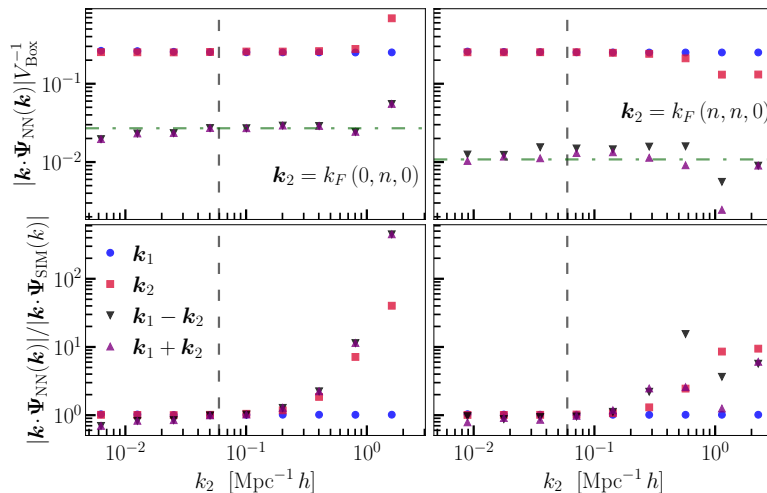 |k · Ψ_NN(k)|V_Box^−1
10^−1
10^−2
k_2 = k_F (0, n, 0)
k_2 = k_F (n, n, 0)
|k · Ψ_NN(k)|/|k · Ψ_SIM(k)|
10^2
10^1
10^0
k_1
k_2
k_1 − k_2
k_1 + k_2
10^−2 10^−1 10^0 10^−2 10^−1 10^0
k_2 [Mpc^−1 h] k_2 [Mpc^−1 h]